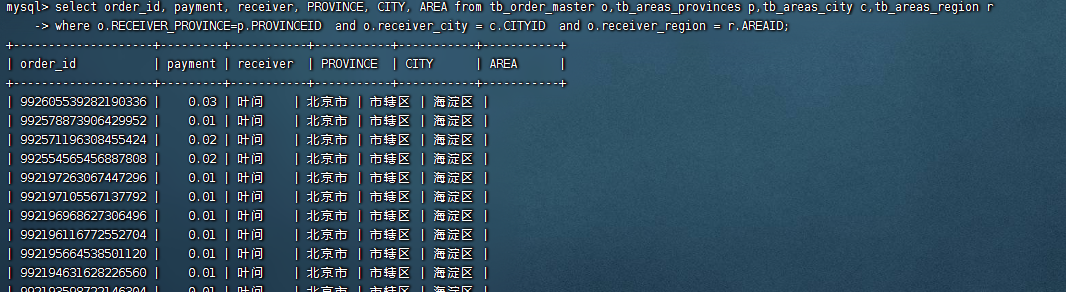 mysql> select order_id, payment, receiver, PROVINCE, CITY, AREA from tb_order_master o,tb_areas_provinces p,tb_areas_city c,tb_areas_region r
    -> where o.RECEIVER_PROVINCE=p.PROVINCEID  and o.receiver_city = c.CITYID  and o.receiver_region = r.AREAID;
+--------------------+---------+-----------+-----------+-----------+-----------+
| order_id           | payment | receiver  | PROVINCE  | CITY      | AREA      |
+--------------------+---------+-----------+-----------+-----------+-----------+
| 992605539282190336 |    0.03 | 叶问    | 北京市 | 市辖区 | 海淀区 |
| 992578873906429952 |    0.01 | 叶问    | 北京市 | 市辖区 | 海淀区 |
| 992571196308455424 |    0.02 | 叶问    | 北京市 | 市辖区 | 海淀区 |
| 992554565456887808 |    0.02 | 叶问    | 北京市 | 市辖区 | 海淀区 |
| 992197263067447296 |    0.01 | 叶问    | 北京市 | 市辖区 | 海淀区 |
| 992197105567137792 |    0.01 | 叶问    | 北京市 | 市辖区 | 海淀区 |
| 992196968627306496 |    0.01 | 叶问    | 北京市 | 市辖区 | 海淀区 |
| 992196116772552704 |    0.01 | 叶问    | 北京市 | 市辖区 | 海淀区 |
| 992195664538501120 |    0.01 | 叶问    | 北京市 | 市辖区 | 海淀区 |
| 992194631628226560 |    0.01 | 叶问    | 北京市 | 市辖区 | 海淀区 |
| 992193598722146304 |    0.01 | 叶问    | 北京市 | 市辖区 | 海淀区 |